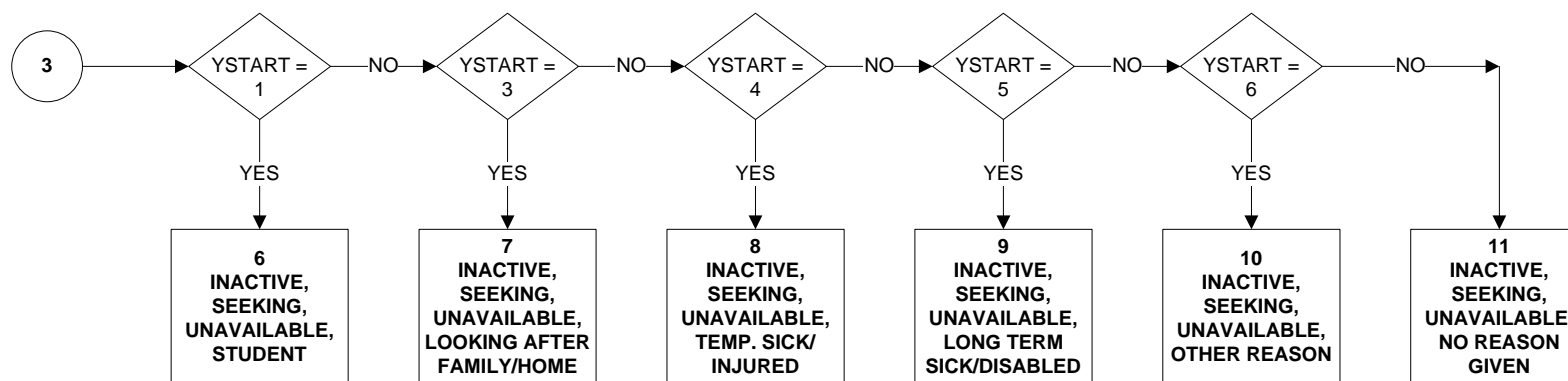 3
YSTART =
1
NO
YSTART =
3
NO
YSTART =
4
NO
YSTART =
5
NO
YSTART =
6
NO
YES
YES
YES
YES
YES
6
INACTIVE,
SEEKING,
UNAVAILABLE,
STUDENT
7
INACTIVE,
SEEKING,
UNAVAILABLE,
LOOKING AFTER
FAMILY/HOME
8
INACTIVE,
SEEKING,
UNAVAILABLE,
TEMP. SICK/
INJURED
9
INACTIVE,
SEEKING,
UNAVAILABLE,
LONG TERM
SICK/DISABLED
10
INACTIVE,
SEEKING,
UNAVAILABLE,
OTHER REASON
11
INACTIVE,
SEEKING,
UNAVAILABLE,
NO REASON
GIVEN